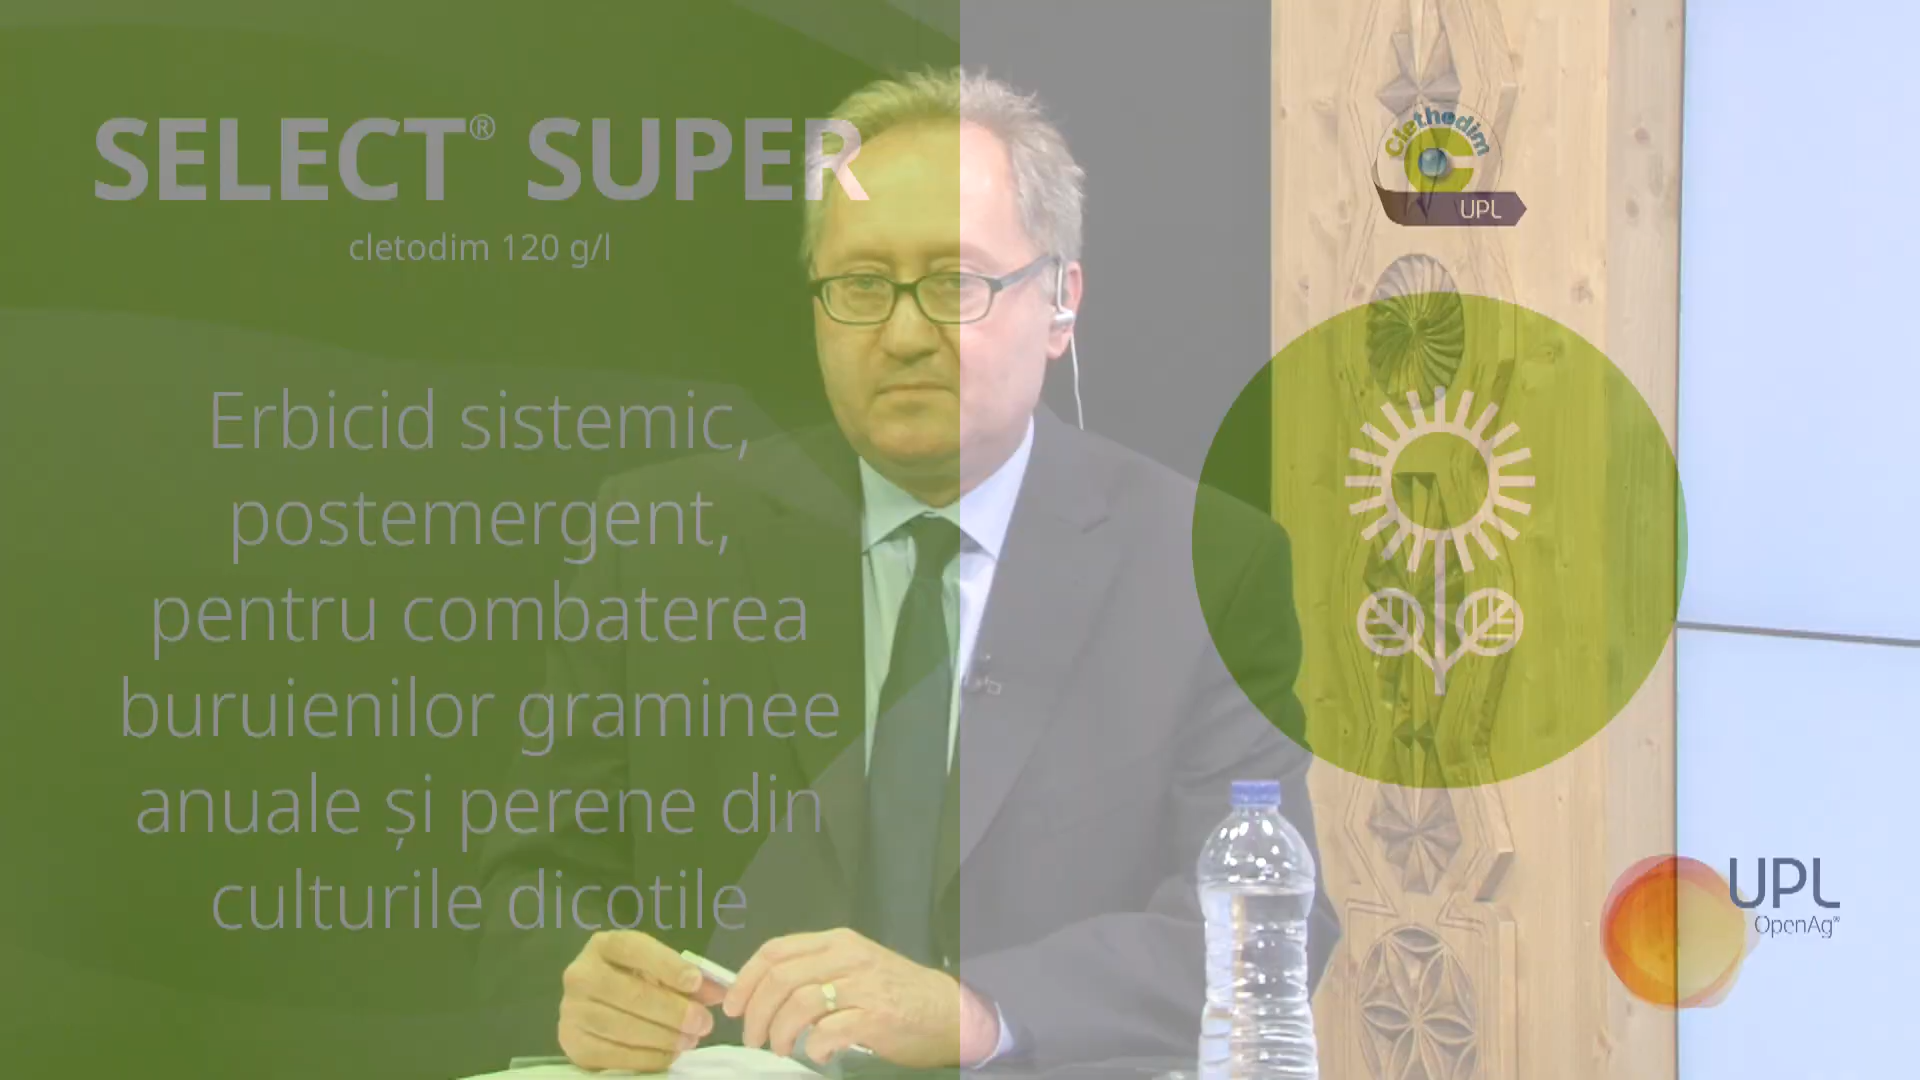 SELECT® SUPER
cletodim 120 g/l
Erbicid sistemic,
postemergent,
pentru combaterea
buruienilor graminee
anuale și perene din
culturile dicotile
Clethodim
UPL
UPL
OpenAg®